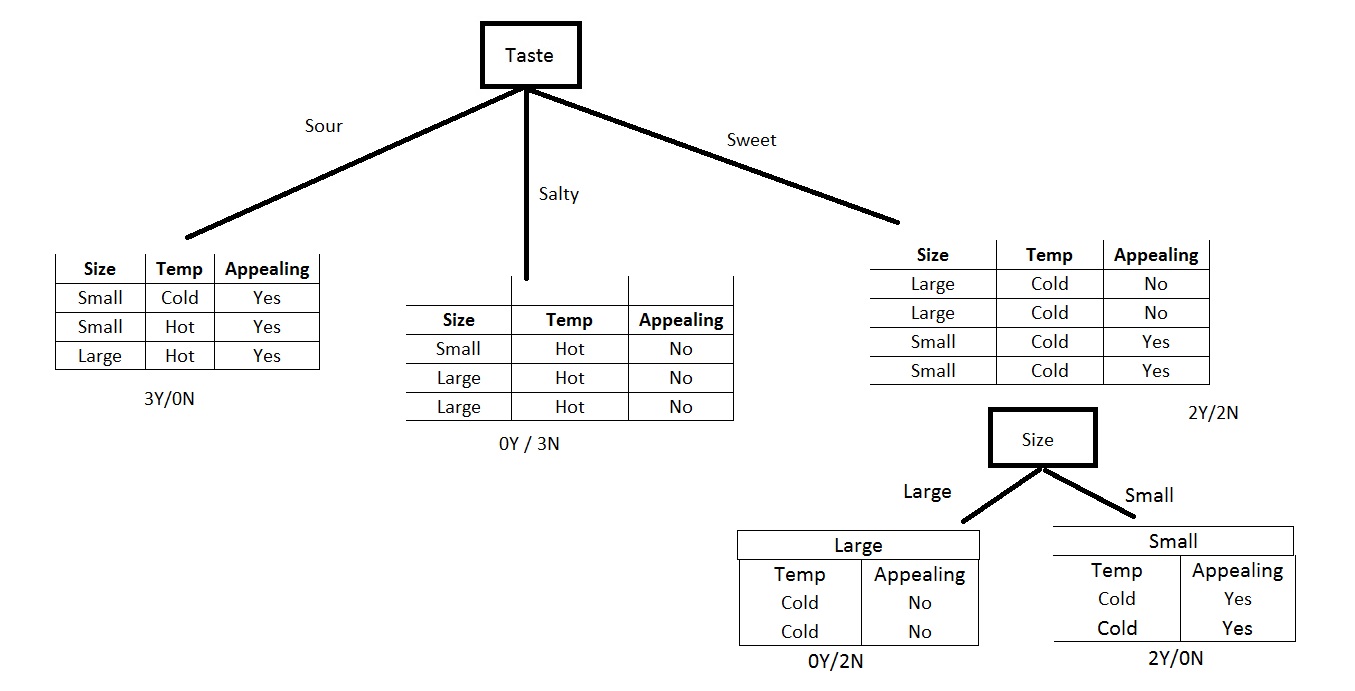 Taste
Sour
Salty
Sweet
Size Temp Appealing
Small Cold Yes
Small Hot Yes
Large Hot Yes
3Y/0N
Size Temp Appealing
Small Hot No
Large Hot No
Large Hot No
0Y / 3N
Size Temp Appealing
Large Cold No
Large Cold No
Small Cold Yes
Small Cold Yes
2Y/2N
Size
Large
Small
Large
Temp Appealing
Cold No
Cold No
0Y/2N
Small
Temp Appealing
Cold Yes
Cold Yes
2Y/0N